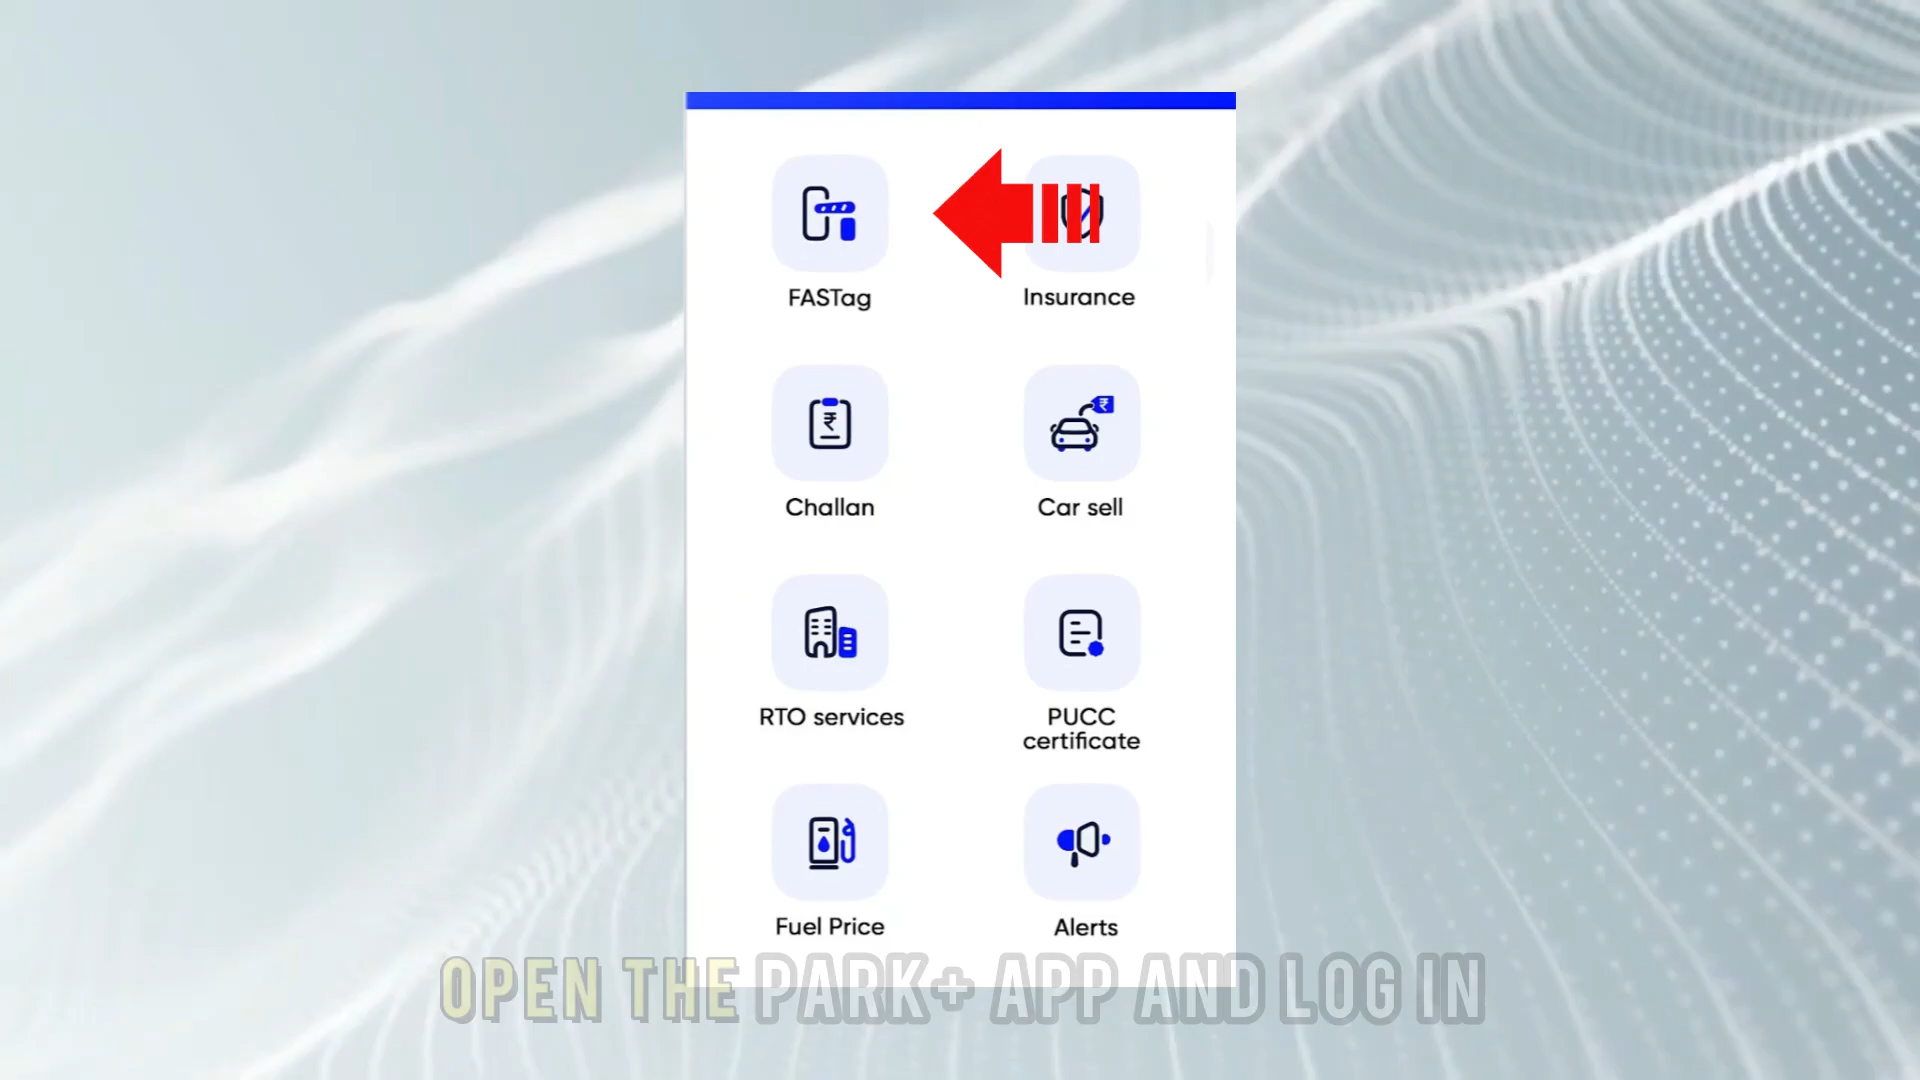 FASTag
Insurance
Challan
Car sell
RTO services
PUCC
certificate
Fuel Price
Alerts
OPEN THE PARK+ APP AND LOG IN